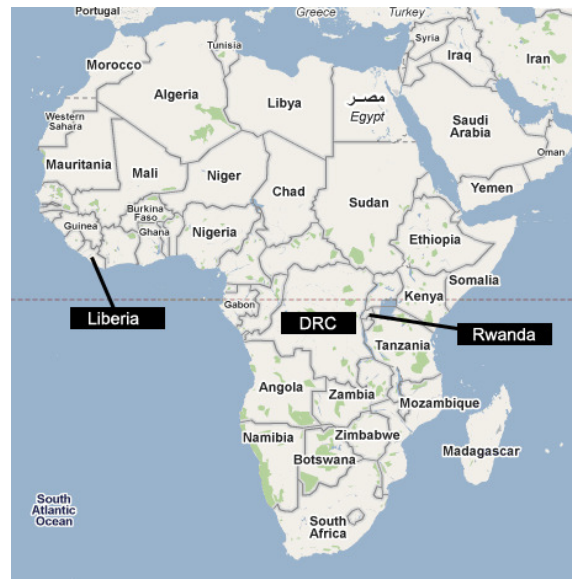 Portugal
Greece
Turkey
Tunisia
Syria
Iraq
Iran
Morocco
Algeria
Libya
مصر
Egypt
Western
Sahara
Saudi
Arabia
Oman
Mauritania
Mali
Niger
Chad
Sudan
Yemen
Burkina
Faso
Guinea
Ghana
Nigeria
Ethiopia
Somalia
Kenya
Gabon
Liberia
DRC
Rwanda
Tanzania
Angola
Zambia
Mozambique
Namibia
Zimbabwe
Botswana
Madagascar
South
Atlantic
Ocean
South
Africa